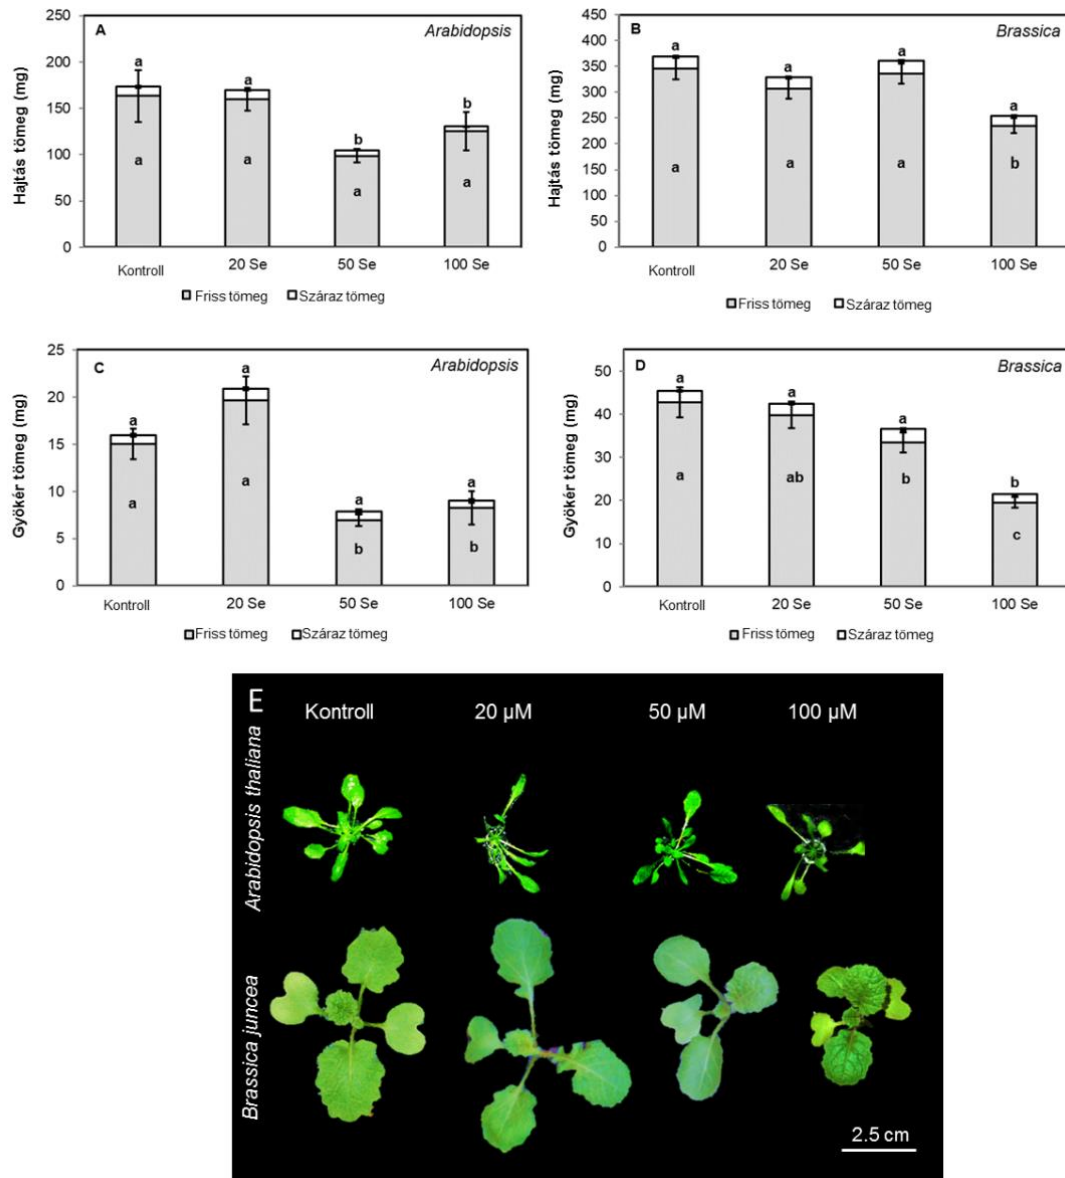 A
Arabidopsis
Hajtás tömeg (mg)
250
200
150
100
50
0
a
a
b
b
a
a
a
a
Kontroll
20 Se
50 Se
100 Se
Friss tömeg
Száraz tömeg
B
Brassica
Hajtás tömeg (mg)
450
400
350
300
250
200
150
100
50
0
a
a
a
a
a
a
a
b
Kontroll
20 Se
50 Se
100 Se
Friss tömeg
Száraz tömeg
C
Arabidopsis
Gyökér tömeg (mg)
25
20
15
10
5
0
a
a
a
a
a
a
b
b
Kontroll
20 Se
50 Se
100 Se
Friss tömeg
Száraz tömeg
D
Brassica
Gyökér tömeg (mg)
50
40
30
20
10
0
a
a
a
b
a
ab
b
c
Kontroll
20 Se
50 Se
100 Se
Friss tömeg
Száraz tömeg
E
Kontroll
20 µM
50 µM
100 µM
Arabidopsis thaliana
Brassica juncea
2.5 cm